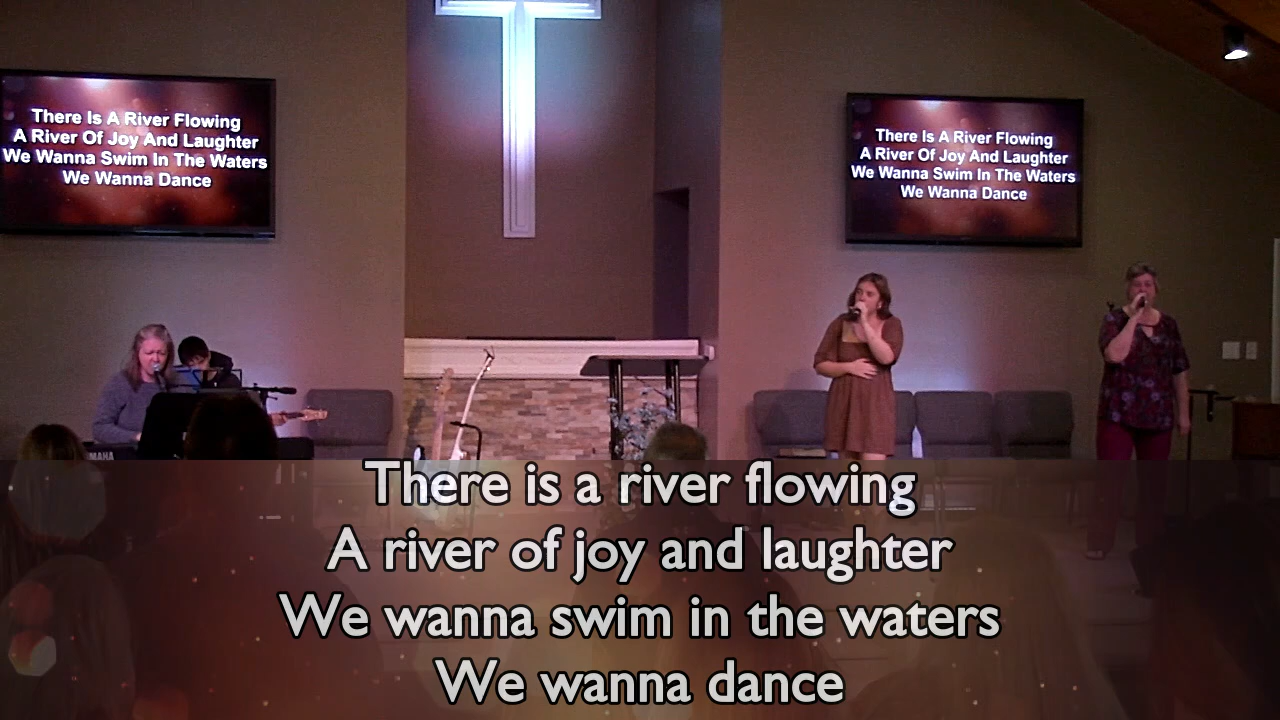 There Is A River Flowing
A River Of Joy And Laughter
We Wanna Swim In The Waters
We Wanna Dance
There Is A River Flowing
A River Of Joy And Laughter
We Wanna Swim In The Waters
We Wanna Dance
YAMAHA
There is a river flowing
A river of joy and laughter
We wanna swim in the waters
We wanna dance